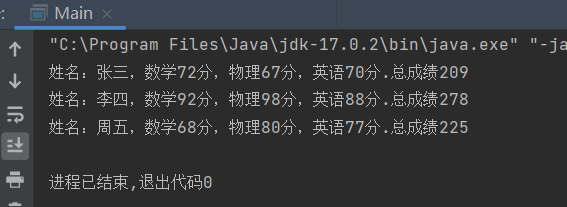 Main
"C:\Program Files\Java\jdk-17.0.2\bin\java.exe" "-ja
姓名：张三，数学72分，物理67分，英语70分.总成绩209
姓名：李四，数学92分，物理98分，英语88分.总成绩278
姓名：周五，数学68分，物理80分，英语77分.总成绩225
进程已结束,退出代码0